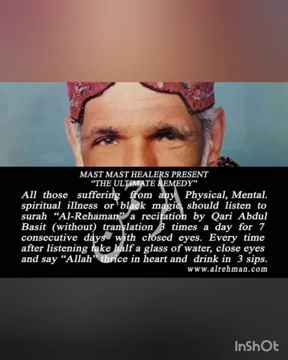 MAST MAST HEALERS PRESENT
"THE ULTIMATE REMEDY"
All those suffering from any Physical, Mental.
spiritual illness or black magic should listen to
surah "Al-Rehaman" a recitation by Qari Abdul
Basit (without) translation times a day for 7
consecutive days with closed eyes. Every time
after listening take half a glass of water, close eyes
and say "Allah" thrice in heart and drink in 3 sips.
www.alrehman.com
InShOt